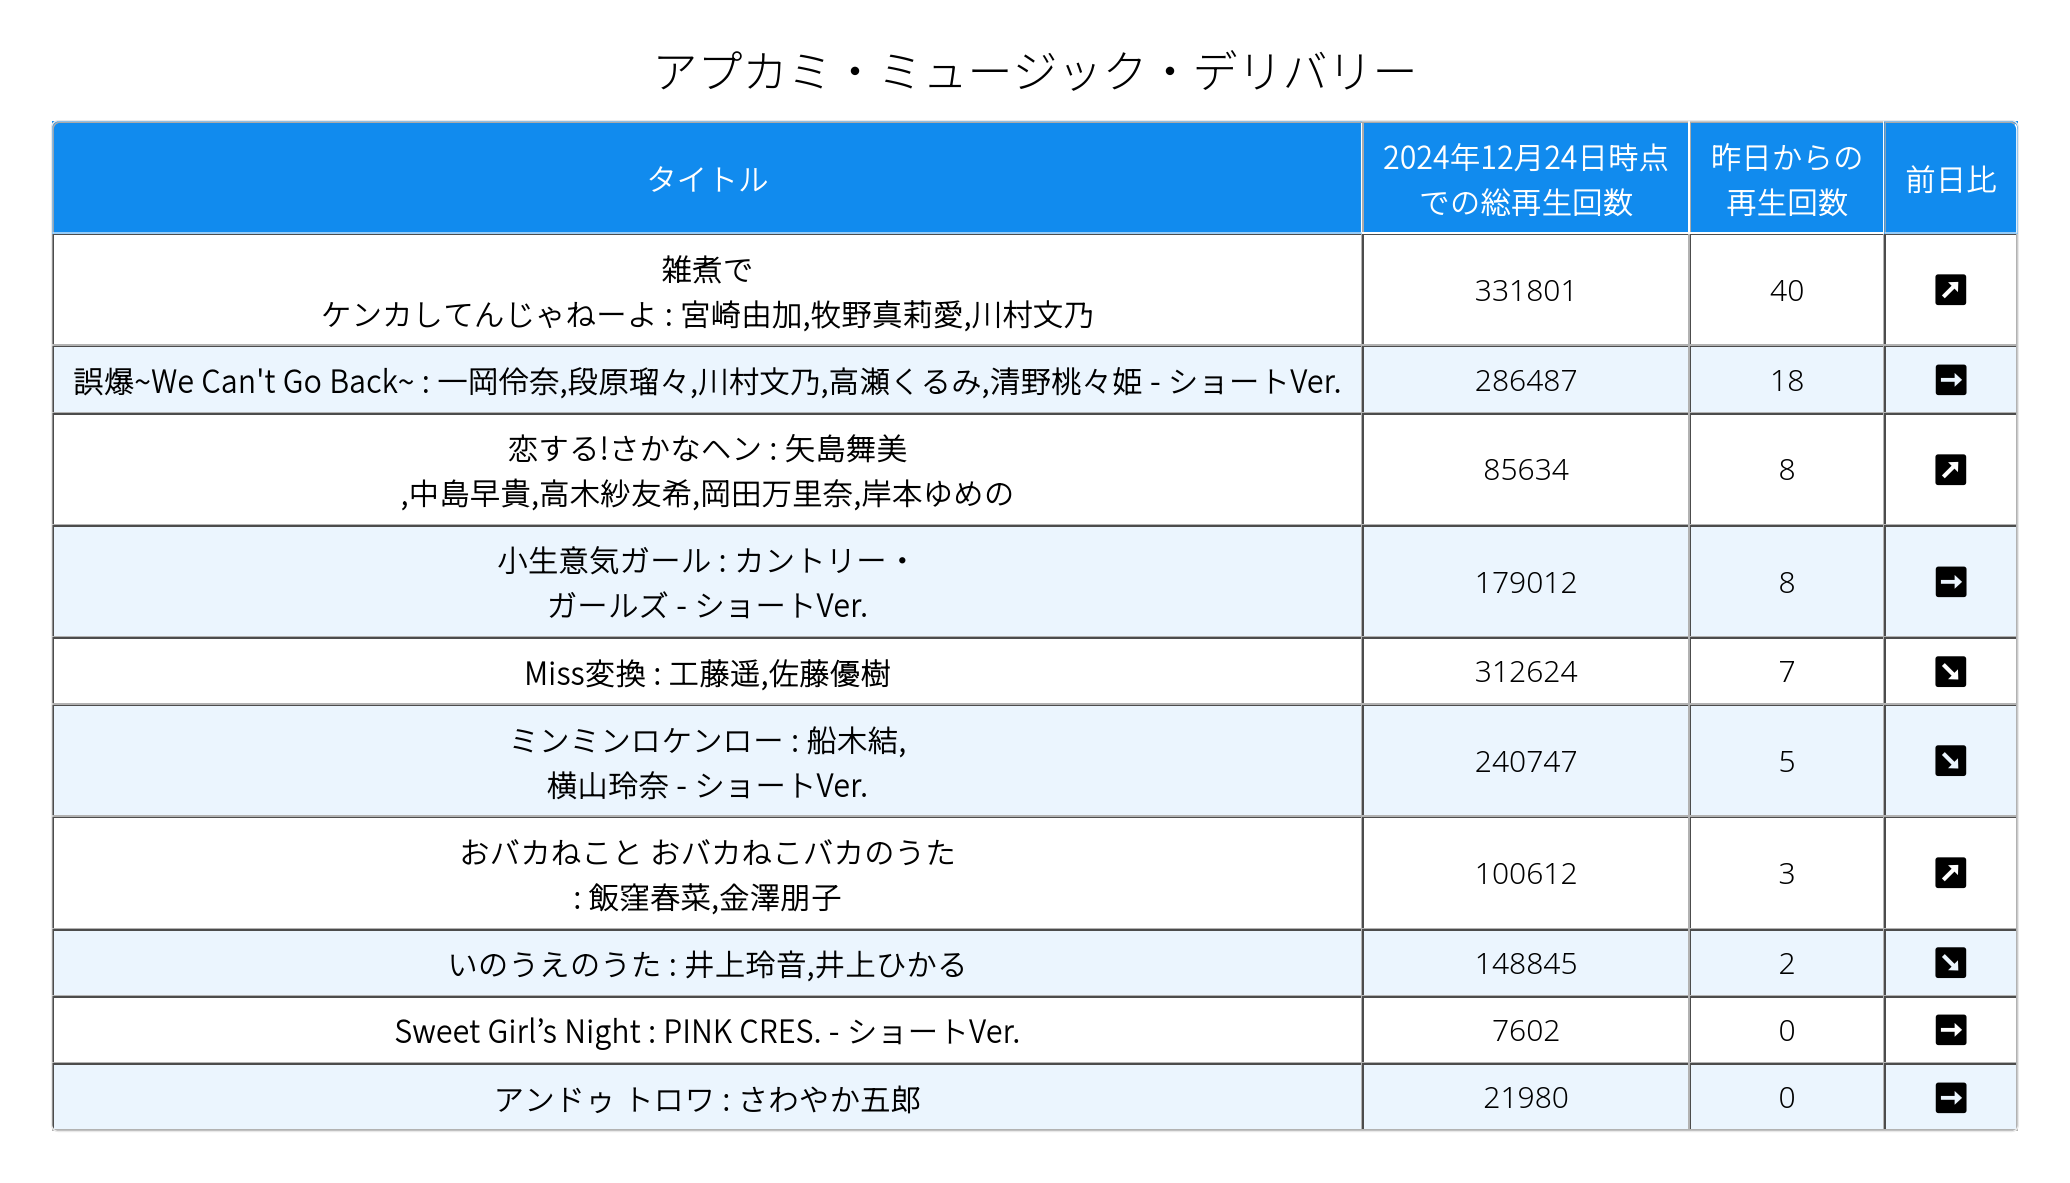 アプカミ・ミュージック・デリバリー
タイトル
2024年12月24日時点
での総再生回数
昨日からの
再生回数
前日比
雑煮で
ケンカしてんじゃねーよ : 宮崎由加,牧野真莉愛,川村文乃
331801
40
誤爆~We Can't Go Back~ : 一岡伶奈,段原瑠々,川村文乃,高瀬くるみ,清野桃々姫 - ショートVer.
286487
18
恋する!さかなヘン : 矢島舞美
,中島早貴,高木紗友希,岡田万里奈,岸本ゆめの
85634
8
小生意気ガール : カントリー・
ガールズ - ショートVer.
179012
8
Miss変換 : 工藤遥,佐藤優樹
312624
7
ミンミンロケンロー : 船木結,
横山玲奈 - ショートVer.
240747
5
おバカねこと おバカねこバカのうた
: 飯窪春菜,金澤朋子
100612
3
いのうえのうた : 井上玲音,井上ひかる
148845
2
Sweet Girl’s Night : PINK CRES. - ショートVer.
7602
0
アンドゥ トロワ : さわやか五郎
21980
0